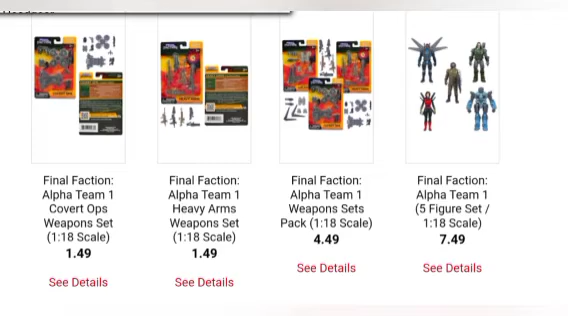 Final Faction:
Alpha Team 1
Covert Ops
Weapons Set
(1:18 Scale)
1.49
See Details
Final Faction:
Alpha Team 1
Heavy Arms
Weapons Set
(1:18 Scale)
1.49
See Details
Final Faction:
Alpha Team 1
Weapons Sets
Pack (1:18 Scale)
4.49
See Details
Final Faction:
Alpha Team 1
(5 Figure Set /
1:18 Scale)
7.49
See Details